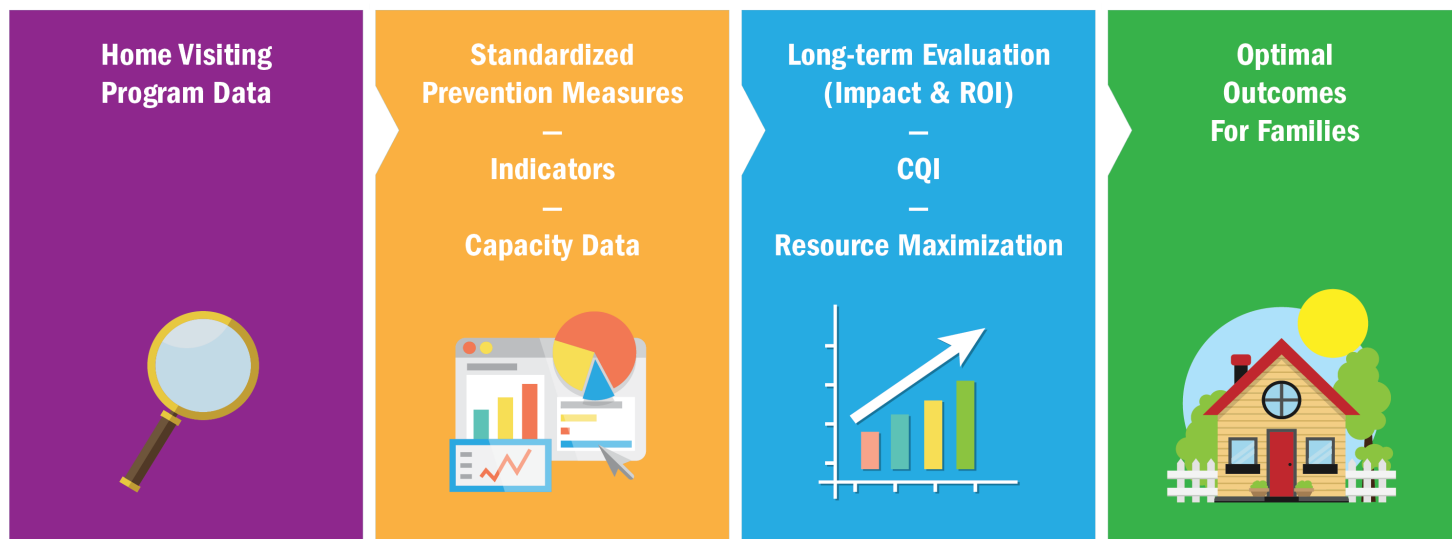 Home Visiting
Program Data
Standardized
Prevention Measures
—
Indicators
—
Capacity Data
Long-term Evaluation
(Impact & ROI)
—
CQI
—
Resource Maximization
Optimal
Outcomes
For Families